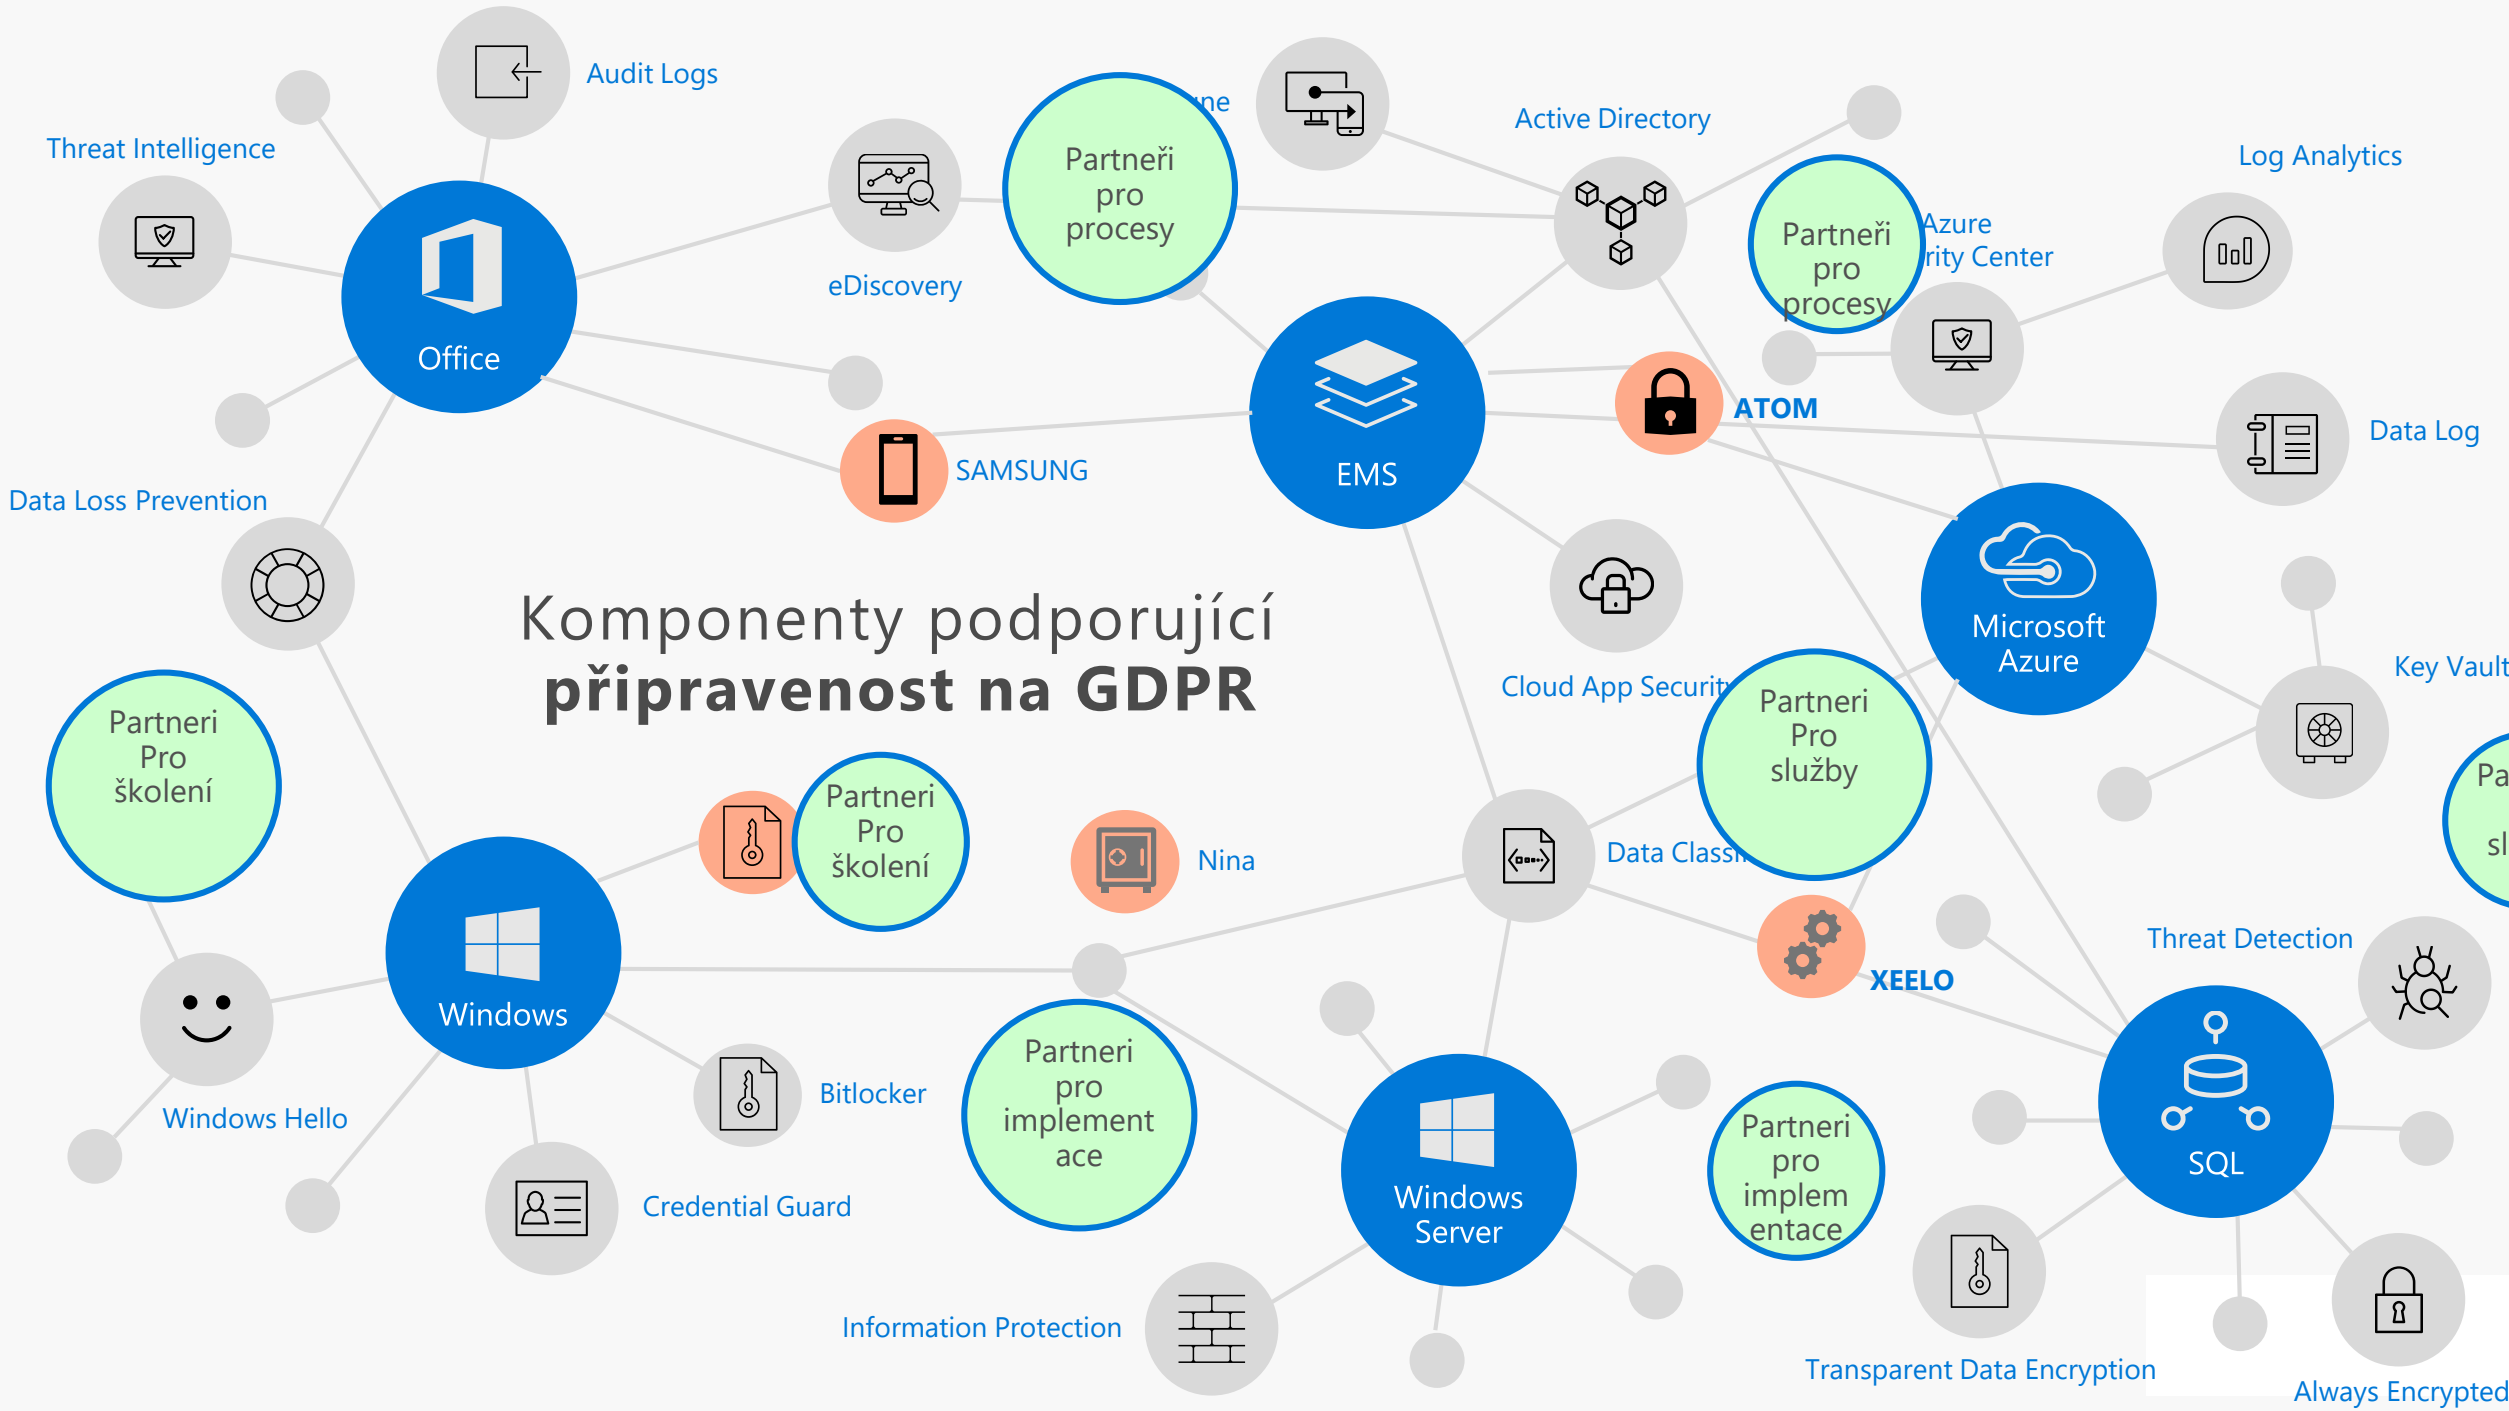 Audit Logs
Threat Intelligence
Office
eDiscovery
Partneři
pro
procesy
Active Directory
Log Analytics
Partneři
pro
procesy
Azure
Center
ATOM
Data Log
EMS
SAMSUNG
Data Loss Prevention
Komponenty podporující
připravenost na GDPR
Cloud App Security
Microsoft
Azure
Key Vault
Partneri
Pro
školení
Partneri
Pro
služby
Partneri
Pro
školení
Nina
Data
XEELO
Threat Detection
Windows
Windows Hello
Bitlocker
Credential Guard
Partneri
pro
implement
ace
Windows
Server
Partneri
pro
implem
entace
SQL
Information Protection
Transparent Data Encryption
Always Encrypted